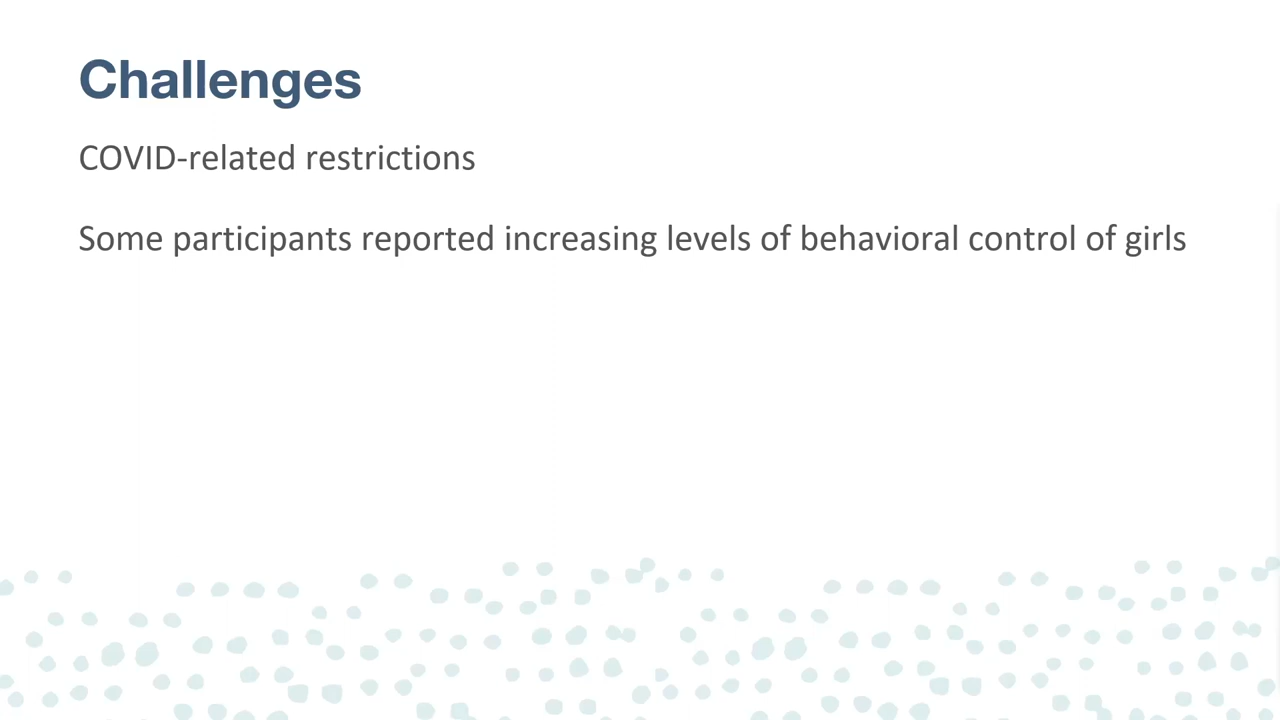 Challenges
COVID-related restrictions
Some participants reported increasing levels of behavioral control of girls